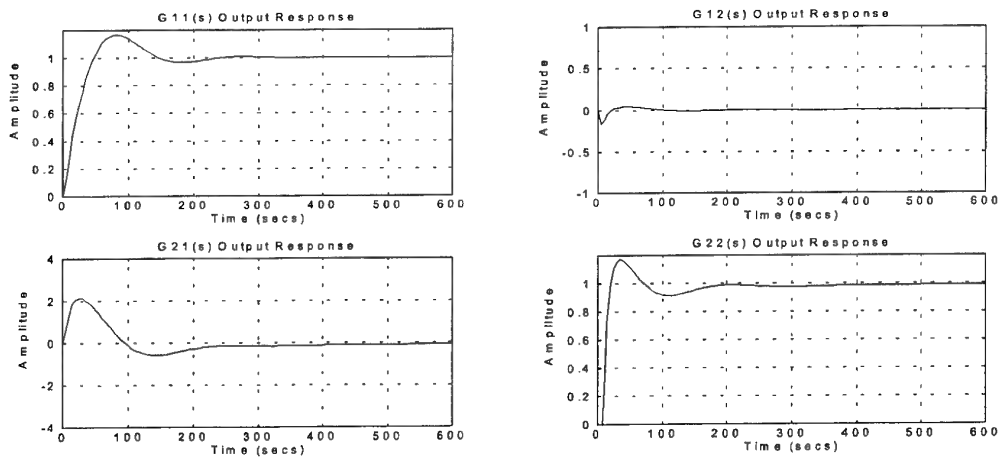 G11(s) Output Response
Amplitude
1
0.8
0.6
0.4
0.2
0
0 100 200 300 400 500 600
Time (secs)
G12(s) Output Response
Amplitude
1
0.5
0
-0.5
-1
0 100 200 300 400 500 600
Time (secs)
G21(s) Output Response
Amplitude
4
2
0
-2
-4
0 100 200 300 400 500 600
Time (secs)
G22(s) Output Response
Amplitude
1
0.8
0.6
0.4
0.2
0
0 100 200 300 400 500 600
Time (secs)